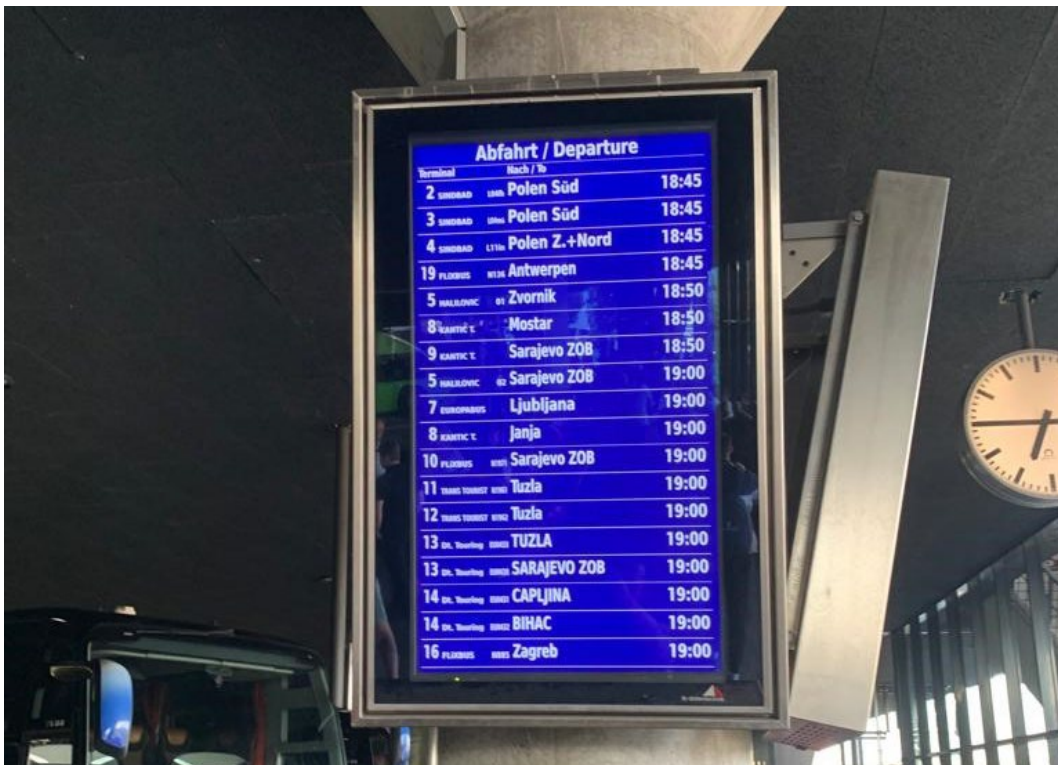 Abfahrt / Departure
Terminal Nach / To
2 SINDBAD Polen Süd 18:45
3 SINDBAD Polen Süd 18:45
4 SINDBAD Polen Z.+Nord 18:45
19 FLIXBUS N136 Antwerpen 18:45
5 HALILOVIC 01 Zvornik 18:50
8 KANTIC T. Mostar 18:50
9 KANTIC T. Sarajevo ZOB 18:50
5 HALILOVIC 02 Sarajevo ZOB 19:00
7 EUROPABUS Ljubljana 19:00
8 KANTIC T. Janja 19:00
10 FLIXBUS Sarajevo ZOB 19:00
11 TRANS TOURIST Tuzla 19:00
12 TRANS TOURIST Tuzla 19:00
13 Dt. Touring TUZLA 19:00
13 Dt. Touring SARAJEVO ZOB 19:00
14 Dt. Touring CAPLJINA 19:00
14 Dt. Touring BIHAC 19:00
16 FLIXBUS Zagreb 19:00